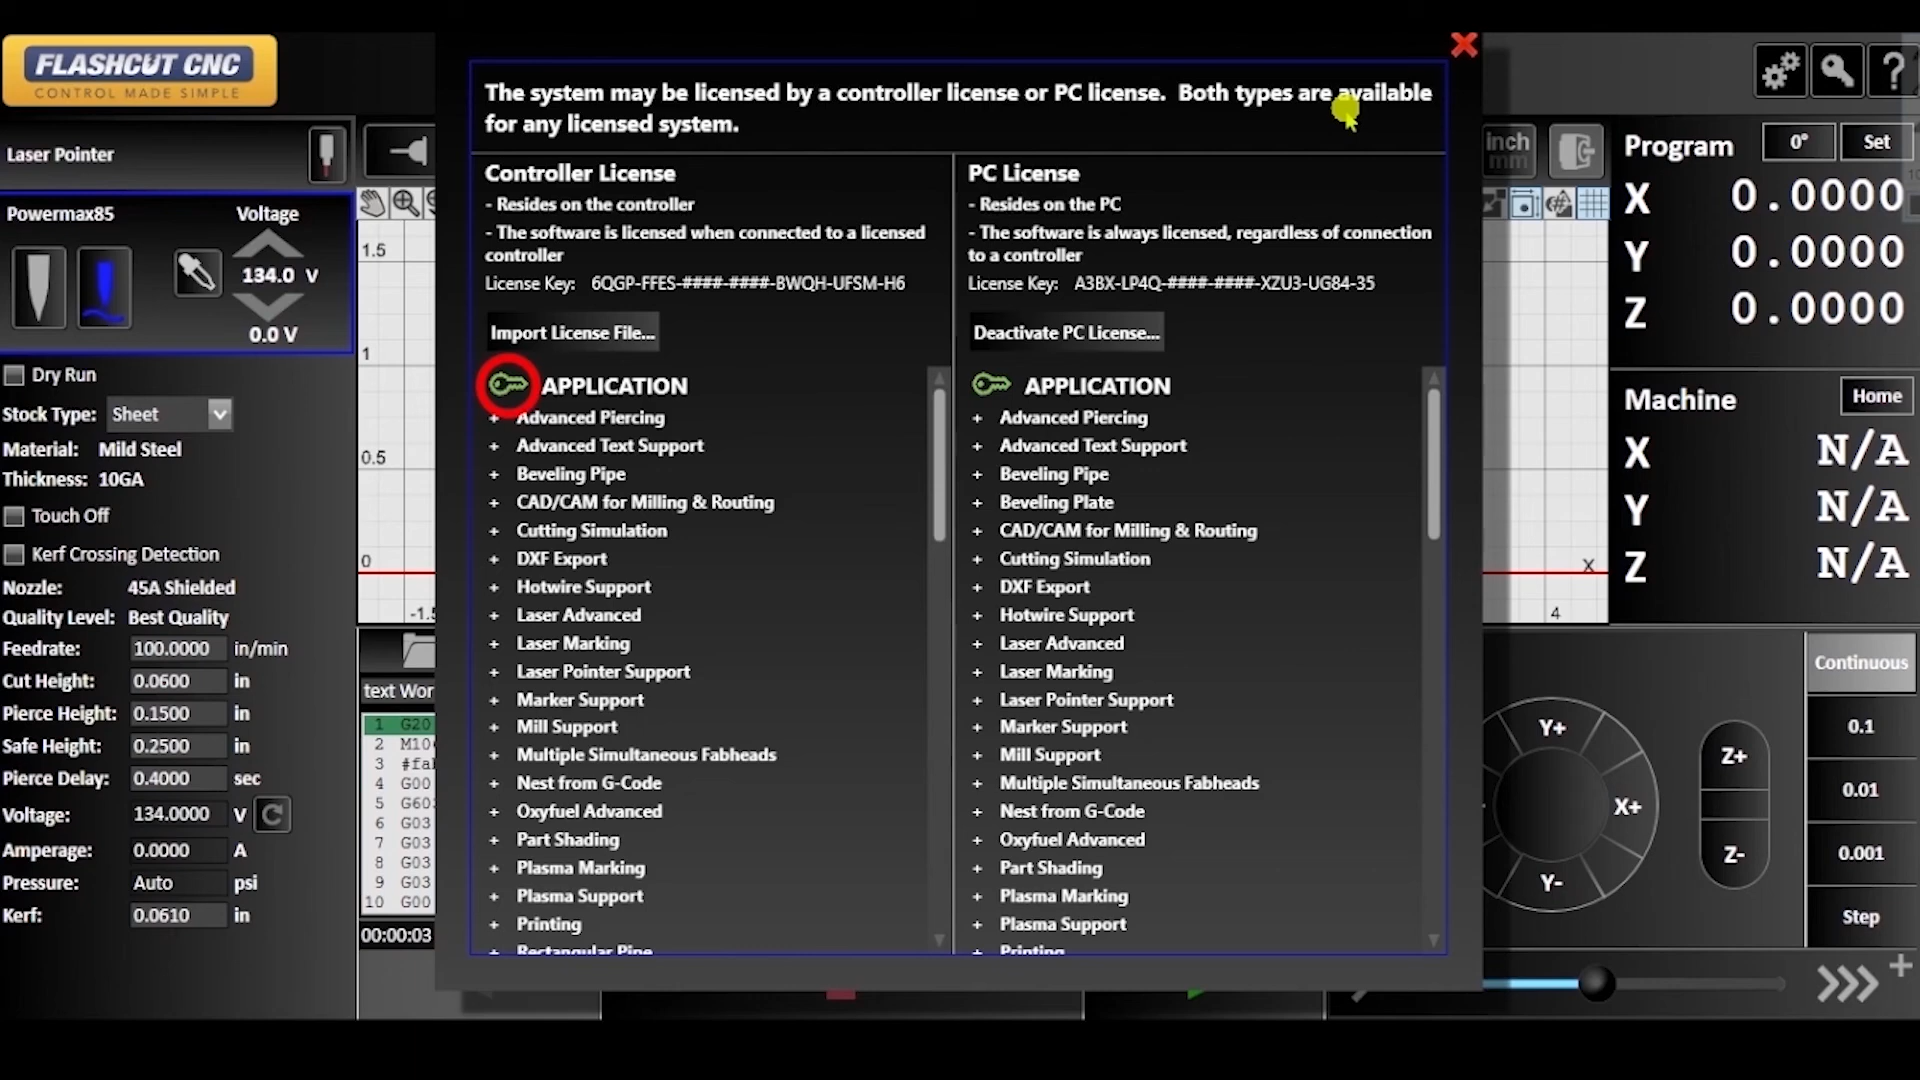 FLASHCUT CNC
CONTROL MADE SIMPLE
Laser Pointer
Powermax85
Voltage
134.0 V
0.0 V
Dry Run
Stock Type: Sheet
Material: Mild Steel
Thickness: 10GA
Touch Off
Kerf Crossing Detection
Nozzle: 45A Shielded
Quality Level: Best Quality
Feedrate: 100.0000 in/min
Cut Height: 0.0600 in
Pierce Height: 0.1500 in
Safe Height: 0.2500 in
Pierce Delay: 0.4000 sec
Voltage: 134.0000 V
Amperage: 0.0000 A
Pressure: Auto psi
Kerf: 0.0610 in
1.5
1
0.5
0
-1.5
text Wor
1 G20
2 M10
3 #fa
4 G00
5 G60
6 G03
7 G03
8 G03
9 G03
10 G00
00:00:03
The system may be licensed by a controller license or PC license. Both types are available
for any licensed system.
Controller License
- Resides on the controller
- The software is licensed when connected to a licensed
controller
License Key: 6QGP-FFES-####-####-BWQH-UFSM-H6
Import License File...
APPLICATION
+ Advanced Piercing
+ Advanced Text Support
+ Beveling Pipe
+ CAD/CAM for Milling & Routing
+ Cutting Simulation
+ DXF Export
+ Hotwire Support
+ Laser Advanced
+ Laser Marking
+ Laser Pointer Support
+ Marker Support
+ Mill Support
+ Multiple Simultaneous Fabheads
+ Nest from G-Code
+ Oxyfuel Advanced
+ Part Shading
+ Plasma Marking
+ Plasma Support
+ Printing
+ Rectangular Pipe
PC License
- Resides on the PC
- The software is always licensed, regardless of connection
to a controller
License Key: A3BX-LP4Q-####-####-XZU3-UG84-35
Deactivate PC License...
APPLICATION
+ Advanced Piercing
+ Advanced Text Support
+ Beveling Pipe
+ Beveling Plate
+ CAD/CAM for Milling & Routing
+ Cutting Simulation
+ DXF Export
+ Hotwire Support
+ Laser Advanced
+ Laser Marking
+ Laser Pointer Support
+ Marker Support
+ Mill Support
+ Multiple Simultaneous Fabheads
+ Nest from G-Code
+ Oxyfuel Advanced
+ Part Shading
+ Plasma Marking
+ Plasma Support
+ Printing
?
inch
mm
X
4
Program 0° Set
X 0.0000
Y 0.0000
Z 0.0000
Machine Home
X N/A
Y N/A
Z N/A
Y+
X+
Y-
Z+
Z-
Continuous
0.1
0.01
0.001
Step